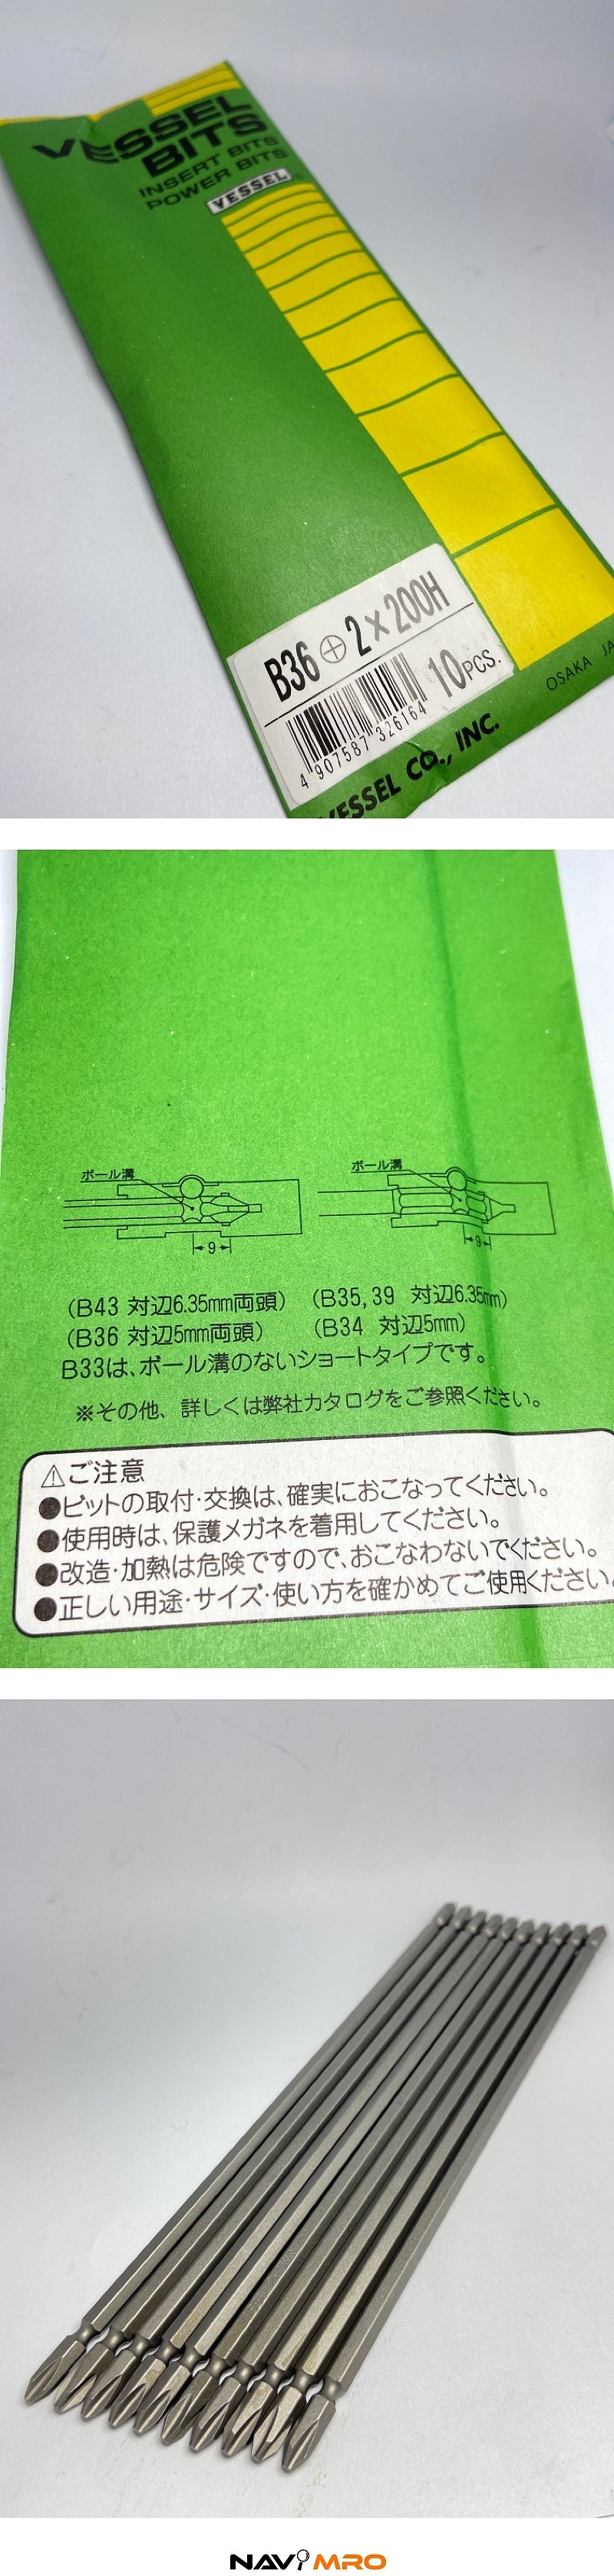 VESSEL
BITS
INSERT BITS
POWER BITS
VESSEL
B36 ⊕ 2×200H
10PCS.
4 907587 326164
VESSEL CO., INC.
OSAKA
ボール溝
ボール溝
9
9
(B43 対辺6.35mm両頭) (B35,39 対辺6.35mm)
(B36 対辺5mm両頭) (B34 対辺5mm)
B33は、ボール溝のないショートタイプです。
※その他、詳しくは弊社カタログをご参照ください。
⚠ご注意
●ビットの取付・交換は、確実におこなってください。
●使用時は、保護メガネを着用してください。
●改造・加熱は危険ですので、おこなわないでください。
●正しい用途・サイズ・使い方を確かめてご使用ください。
NAVIMRO